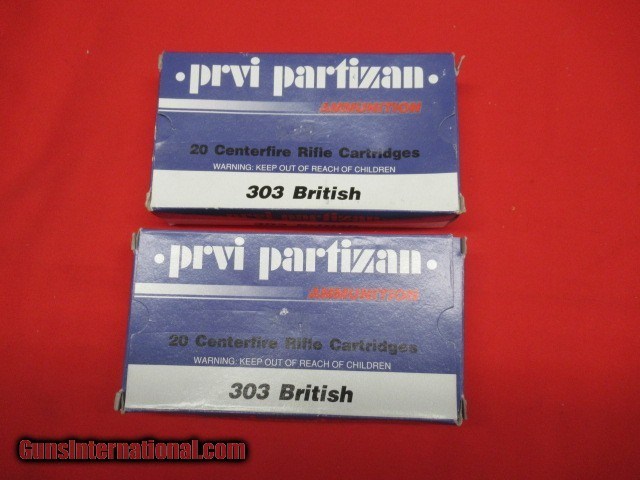 • prvi partizan •
AMMUNITION
20 Centerfire Rifle Cartridges
WARNING: KEEP OUT OF REACH OF CHILDREN
303 British
• prvi partizan •
AMMUNITION
20 Centerfire Rifle Cartridges
WARNING: KEEP OUT OF REACH OF CHILDREN
303 British
GunsInternational.com